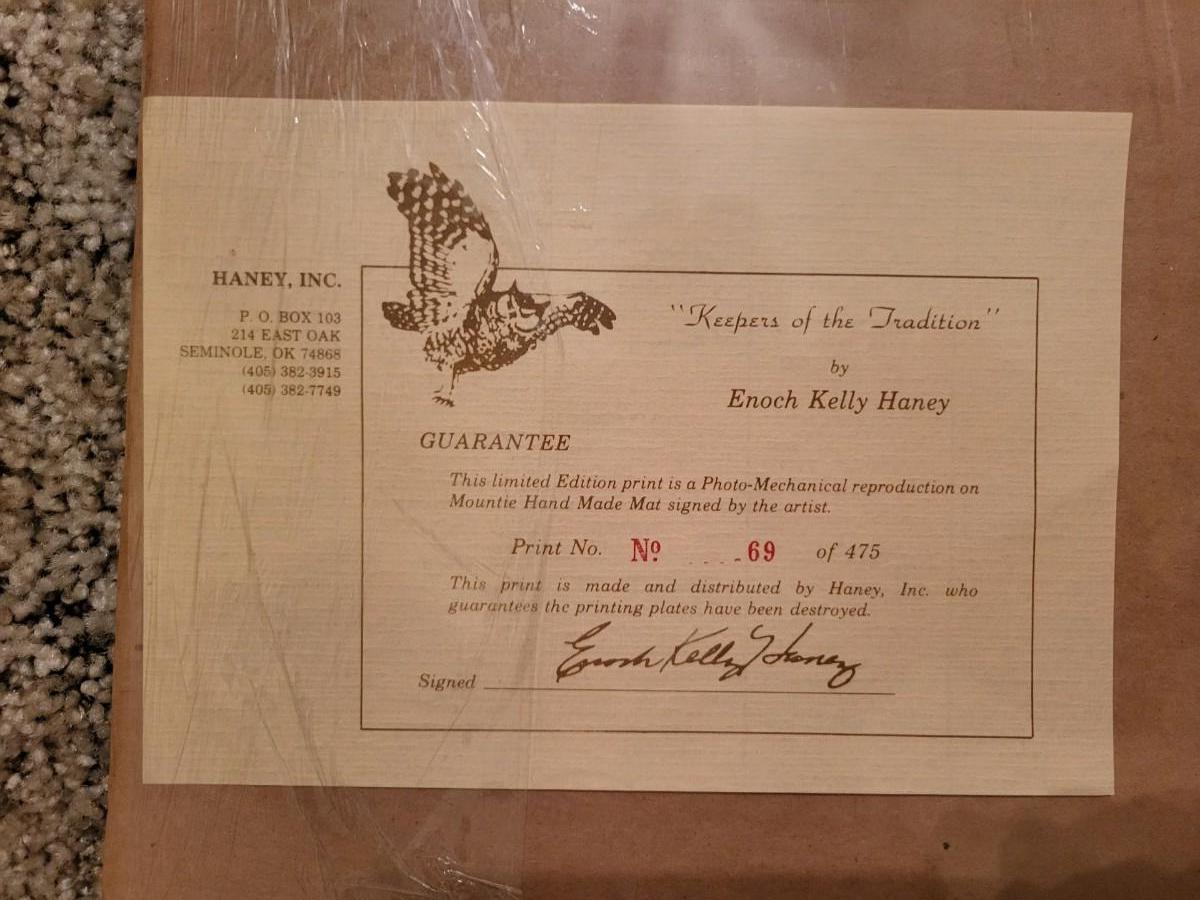 HANEY, INC.
P. O. BOX 103
214 EAST OAK
SEMINOLE, OK 74868
(405) 382-3915
(405) 382-7749
"Keepers of the Tradition"
by
Enoch Kelly Haney
GUARANTEE
This limited Edition print is a Photo-Mechanical reproduction on
Mountie Hand Made Mat signed by the artist.
Print No. Nº 69 of 475
This print is made and distributed by Haney, Inc. who
guarantees the printing plates have been destroyed.
Enoch Kelly Haney
Signed